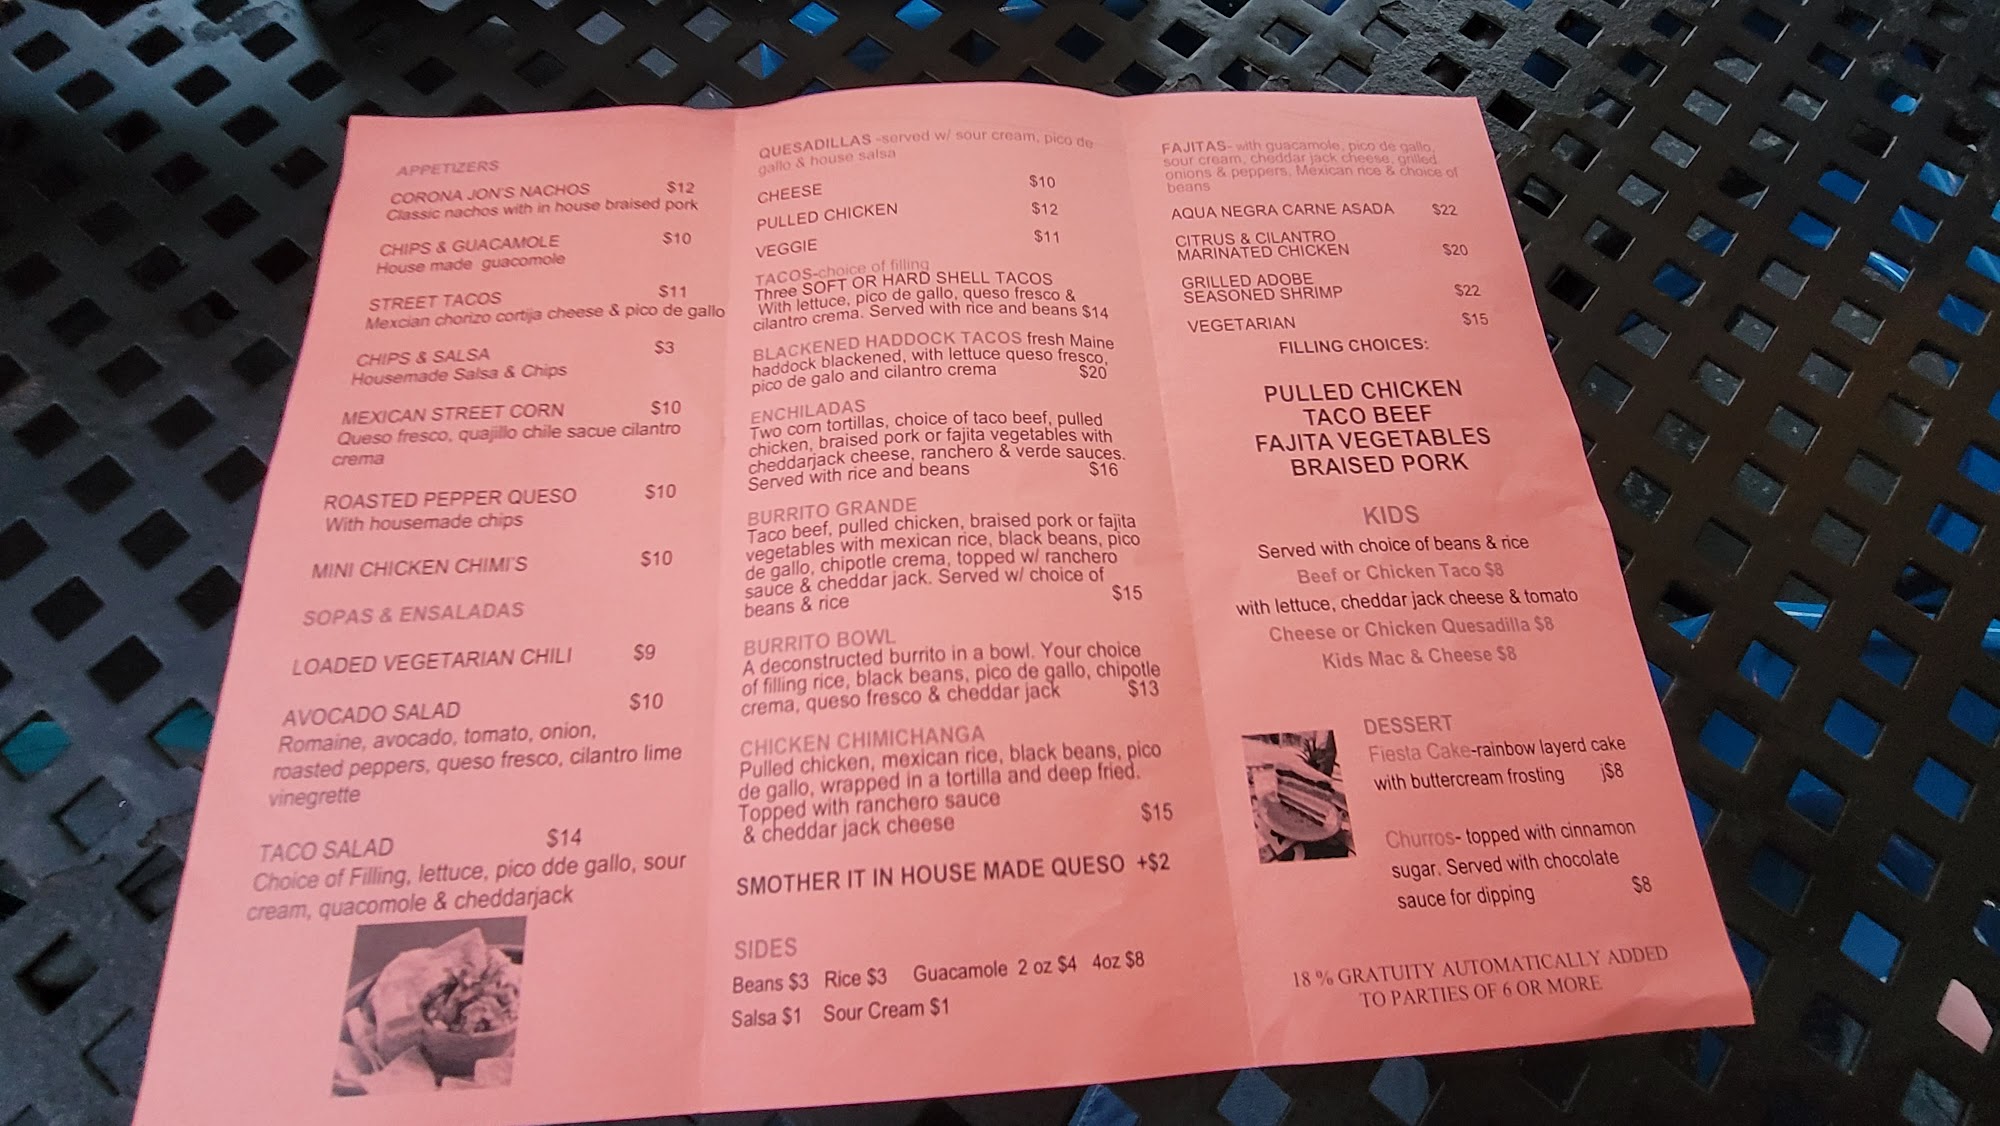 APPETIZERS
CORONA JON'S NACHOS $12
Classic nachos with in house braised pork
CHIPS & GUACAMOLE $10
House made guacomole
STREET TACOS $11
Mexcian chorizo cortija cheese & pico de gallo
CHIPS & SALSA $3
Housemade Salsa & Chips
MEXICAN STREET CORN $10
Queso fresco, quajillo chile sacue cilantro
crema
ROASTED PEPPER QUESO $10
With housemade chips
MINI CHICKEN CHIMI'S $10
SOPAS & ENSALADAS
LOADED VEGETARIAN CHILI $9
AVOCADO SALAD $10
Romaine, avocado, tomato, onion,
roasted peppers, queso fresco, cilantro lime
vinegrette
TACO SALAD $14
Choice of Filling, lettuce, pico dde gallo, sour
cream, quacomole & cheddarjack
QUESADILLAS -served w/ sour cream, pico de
gallo & house salsa
CHEESE $10
PULLED CHICKEN $12
VEGGIE $11
TACOS-choice of filling
Three SOFT OR HARD SHELL TACOS
With lettuce, pico de gallo, queso fresco &
cilantro crema. Served with rice and beans $14
BLACKENED HADDOCK TACOS fresh Maine
haddock blackened, with lettuce queso fresco,
pico de galo and cilantro crema $20
ENCHILADAS
Two corn tortillas, choice of taco beef, pulled
chicken, braised pork or fajita vegetables with
cheddarjack cheese, ranchero & verde sauces.
Served with rice and beans $16
BURRITO GRANDE
Taco beef, pulled chicken, braised pork or fajita
vegetables with mexican rice, black beans, pico
de gallo, chipotle crema, topped w/ ranchero
sauce & cheddar jack. Served w/ choice of
beans & rice $15
BURRITO BOWL
A deconstructed burrito in a bowl. Your choice
of filling rice, black beans, pico de gallo, chipotle
crema, queso fresco & cheddar jack $13
CHICKEN CHIMICHANGA
Pulled chicken, mexican rice, black beans, pico
de gallo, wrapped in a tortilla and deep fried.
Topped with ranchero sauce
& cheddar jack cheese $15
SMOTHER IT IN HOUSE MADE QUESO +$2
SIDES
Beans $3 Rice $3 Guacamole 2 oz $4 4oz $8
Salsa $1 Sour Cream $1
FAJITAS- with guacamole, pico de gallo,
sour cream, cheddar jack cheese, grilled
onions & peppers, Mexican rice & choice of
beans
AQUA NEGRA CARNE ASADA $22
CITRUS & CILANTRO
MARINATED CHICKEN $20
GRILLED ADOBE
SEASONED SHRIMP $22
VEGETARIAN $15
FILLING CHOICES:
PULLED CHICKEN
TACO BEEF
FAJITA VEGETABLES
BRAISED PORK
KIDS
Served with choice of beans & rice
Beef or Chicken Taco $8
with lettuce, cheddar jack cheese & tomato
Cheese or Chicken Quesadilla $8
Kids Mac & Cheese $8
DESSERT
Fiesta Cake-rainbow layerd cake
with buttercream frosting j$8
Churros- topped with cinnamon
sugar. Served with chocolate
sauce for dipping $8
18 % GRATUITY AUTOMATICALLY ADDED
TO PARTIES OF 6 OR MORE